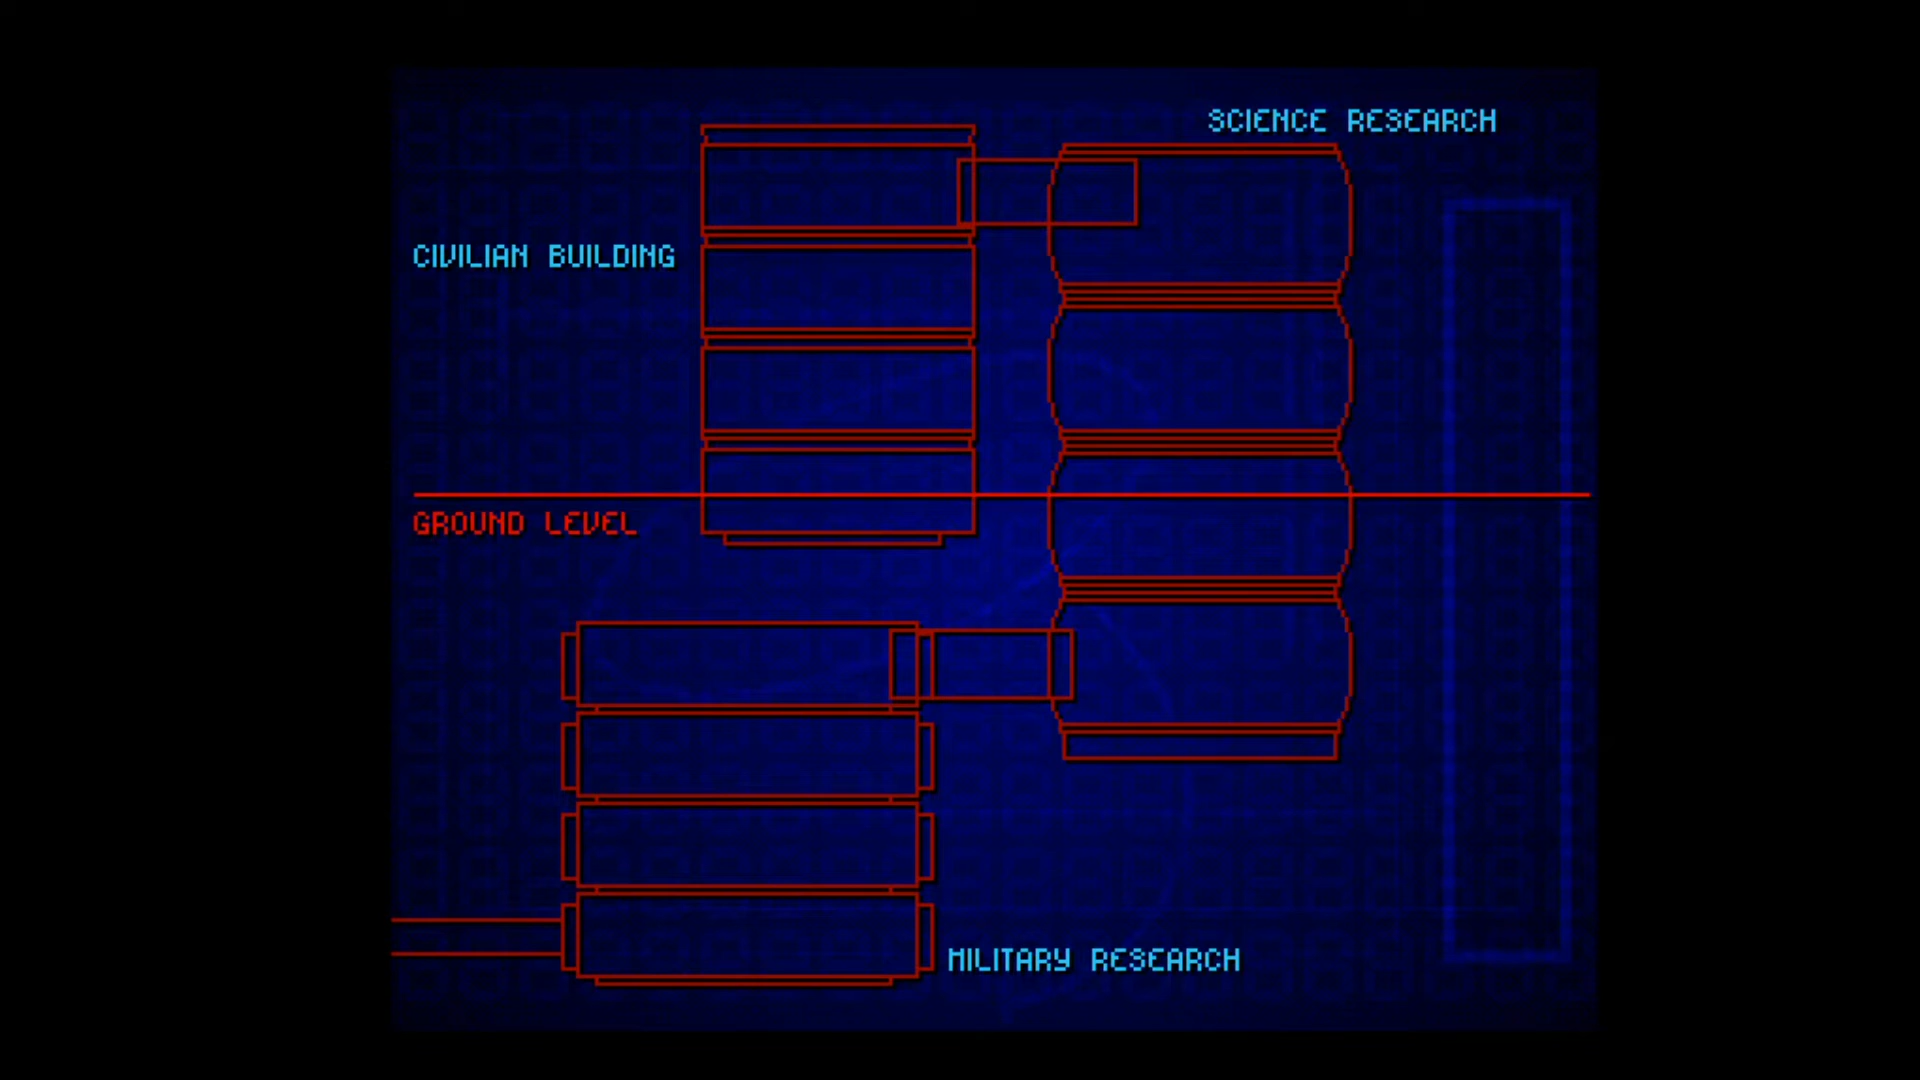 SCIENCE RESEARCH
CIVILIAN BUILDING
GROUND LEVEL
MILITARY RESEARCH